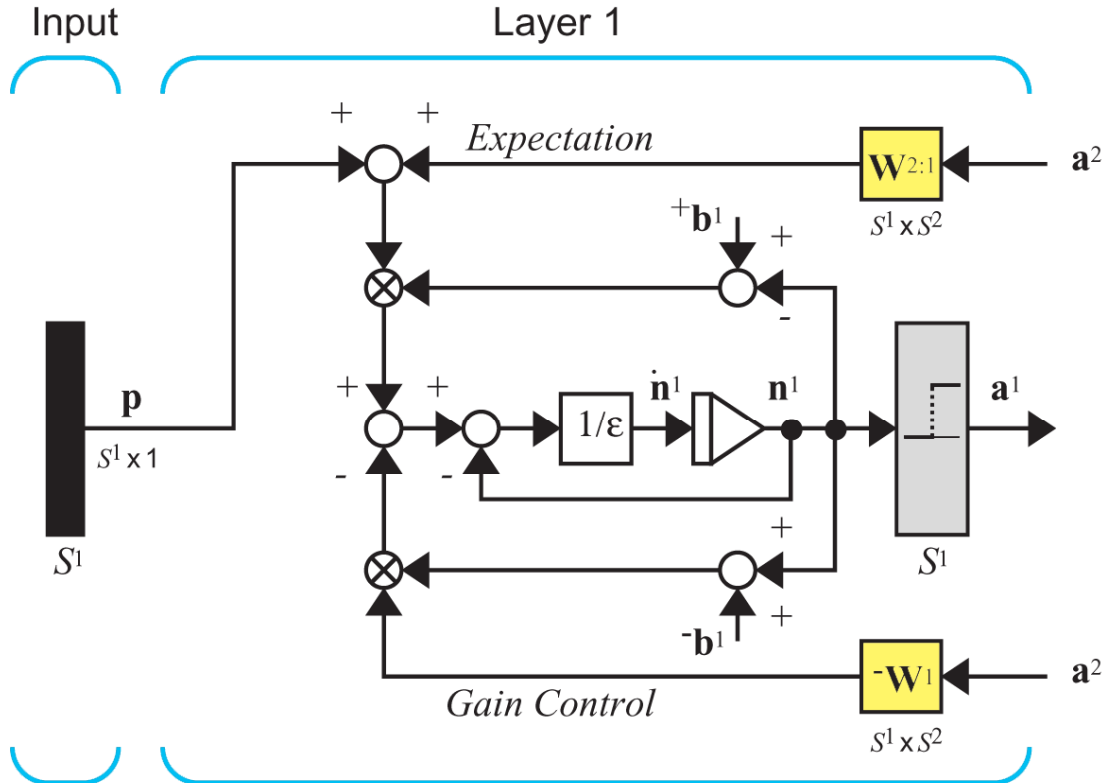 Input Layer 1
+ + Expectation W2:1 a2
S1 x S2
+b1 +
-
p
S1 x 1
+ + 1/ε ṅ1 n1 a1
- -
S1 + S1
-b1 +
Gain Control -W1 a2
S1 x S2